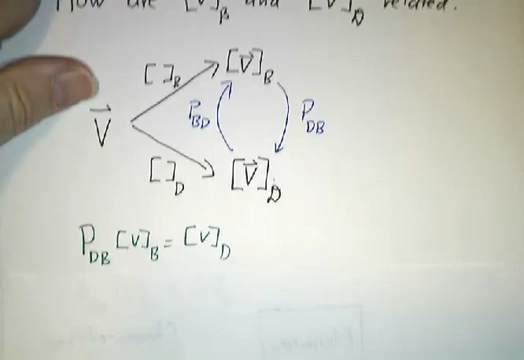 How are [V]_B and [V]_D related.
[ ]_B [V⃗]_B
V⃗ P_BD P_DB
[ ]_D [V⃗]_D
P_DB [V]_B = [V]_D